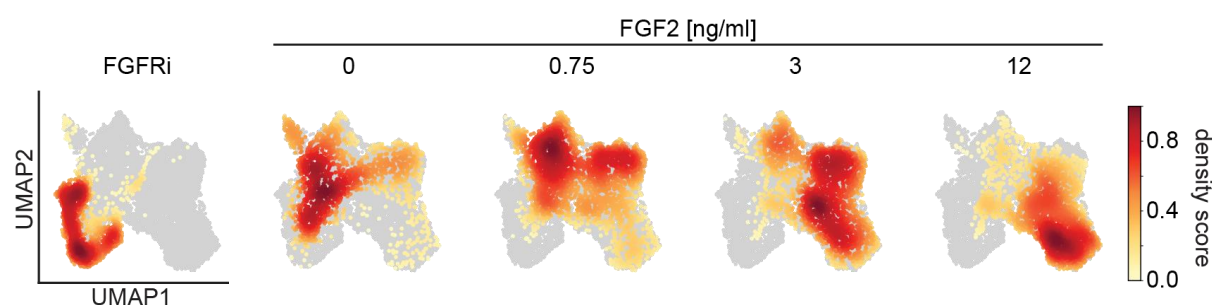 FGF2 [ng/ml]
FGFRi
0
0.75
3
12
UMAP2
UMAP1
0.8
0.4
0.0
density score